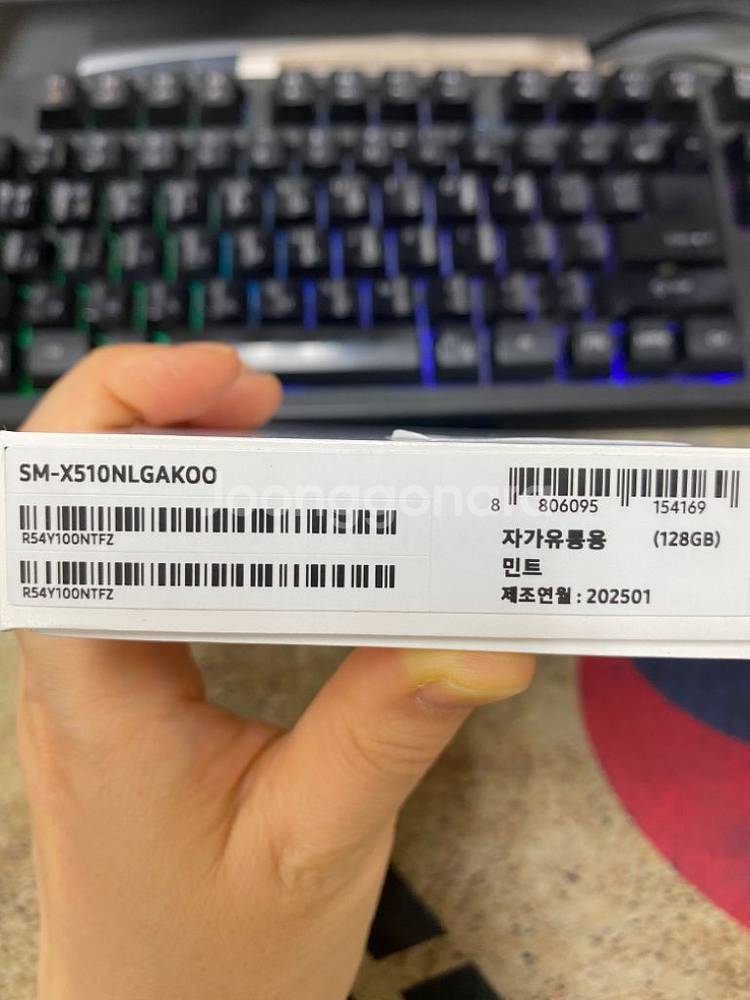 SM-X510NLGAKOO
R54Y100NTFZ
R54Y100NTFZ
8 806095 154169
자가유통용 (128GB)
민트
제조연월 : 202501
Joonggonara